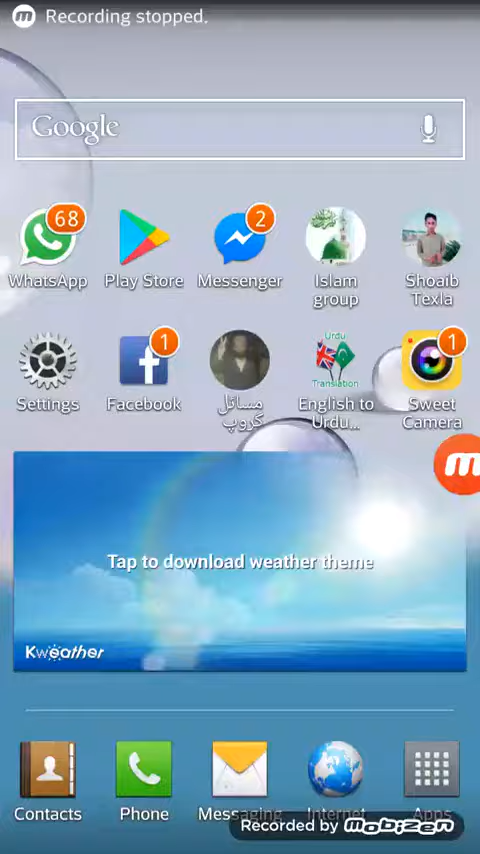 Recording stopped.
Google
68
2
WhatsApp
Play Store
Messenger
Islam
group
Shoaib
Texla
1
Urdu
Translation
1
Settings
Facebook
مسائل
گروپ
English to
Urdu...
Sweet
Camera
Tap to download weather theme
Kweather
Contacts
Phone
Messaging
Internet
Apps
Recorded by mobizen